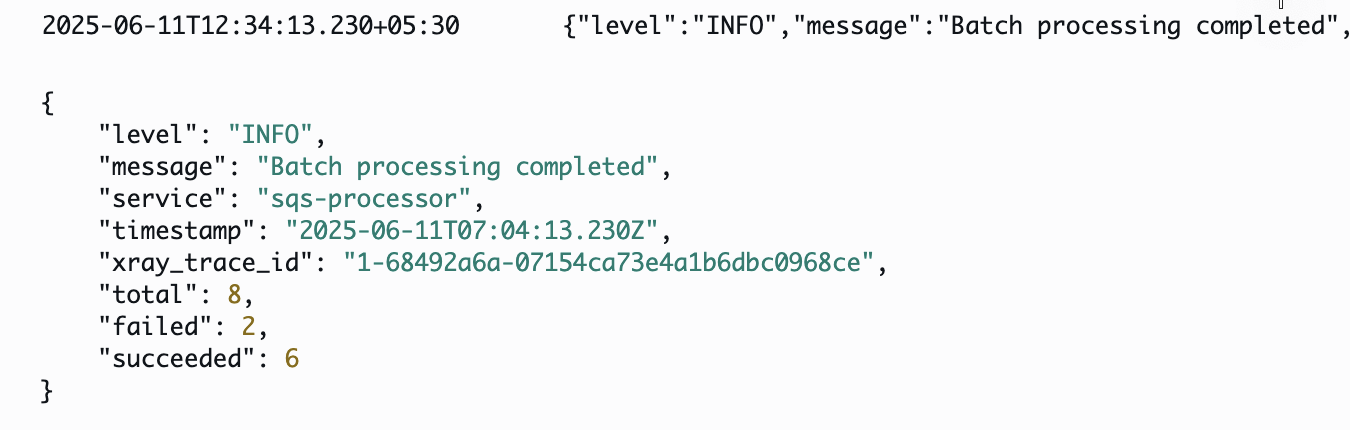 2025-06-11T12:34:13.230+05:30 {"level":"INFO","message":"Batch processing completed",
{
"level": "INFO",
"message": "Batch processing completed",
"service": "sqs-processor",
"timestamp": "2025-06-11T07:04:13.230Z",
"xray_trace_id": "1-68492a6a-07154ca73e4a1b6dbc0968ce",
"total": 8,
"failed": 2,
"succeeded": 6
}